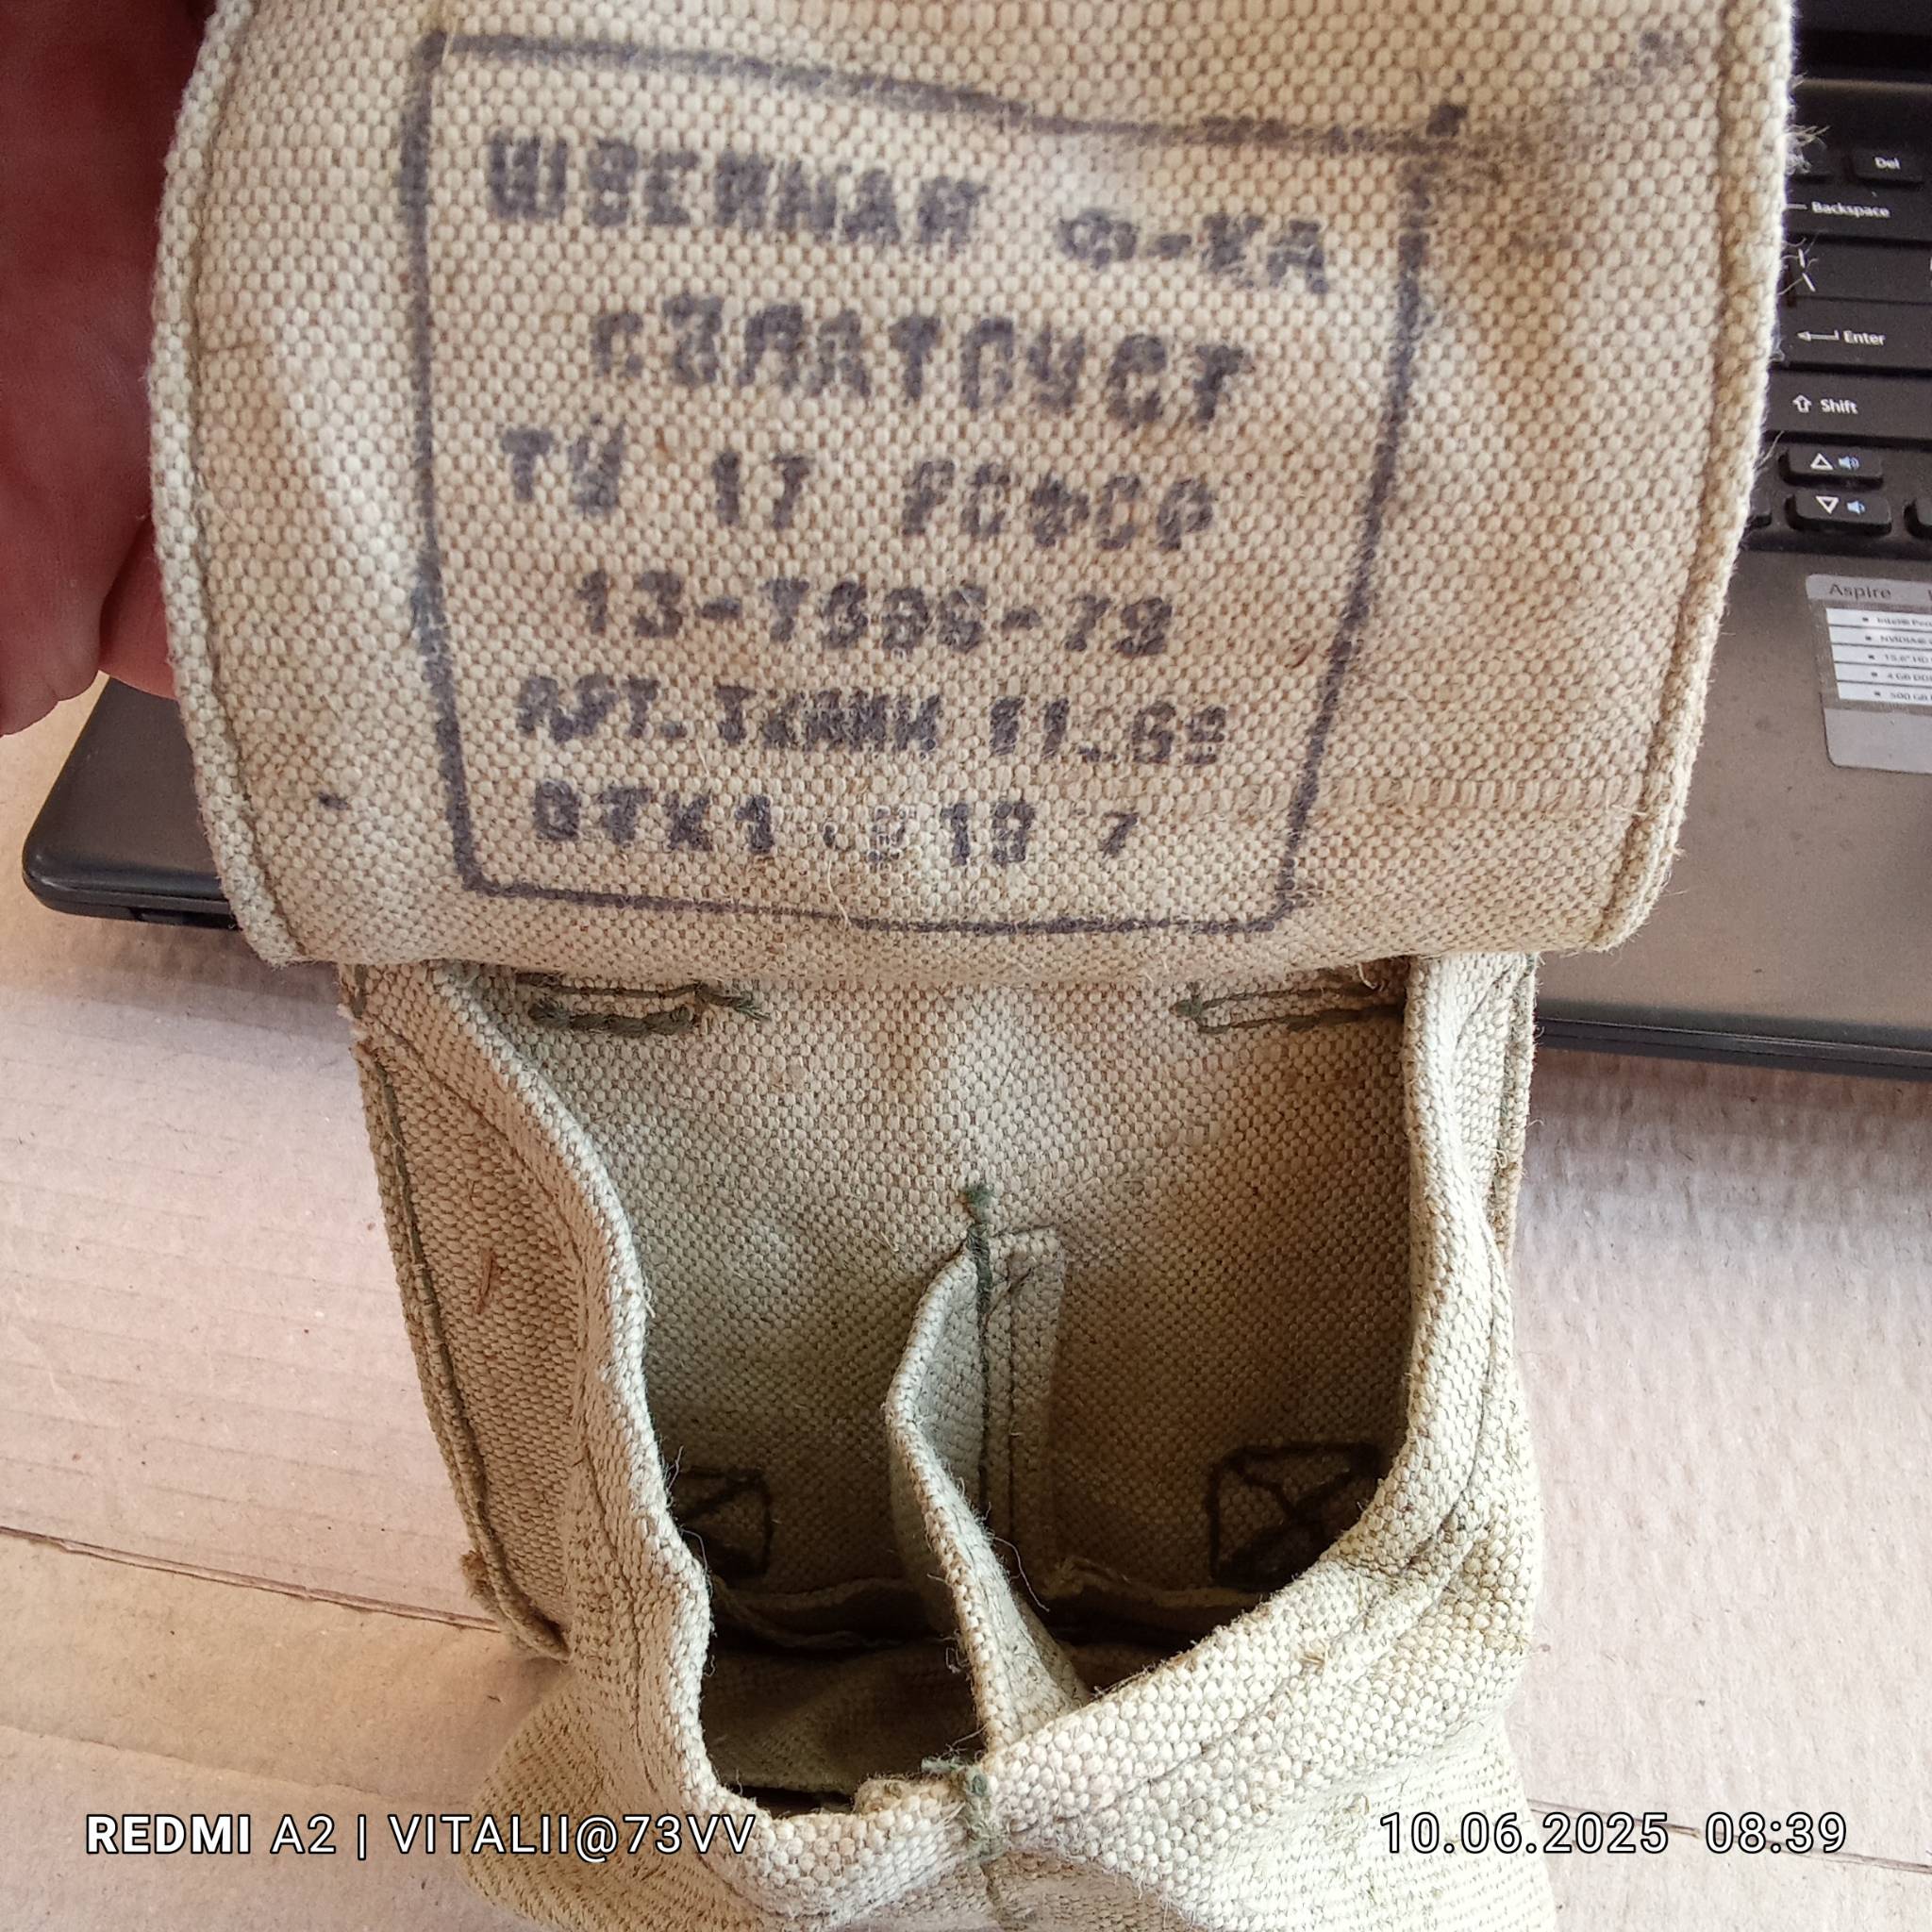 ШВЕЙНАЯ Ф-КА
Г ЗЛАТОУСТ
ТУ 17 РСФСР
АРТ. ТКАНИ
ОТК1 19 7
Del
Backspace
Enter
Shift
Aspire
REDMI A2 | VITALII@73VV
10.06.2025 08:39